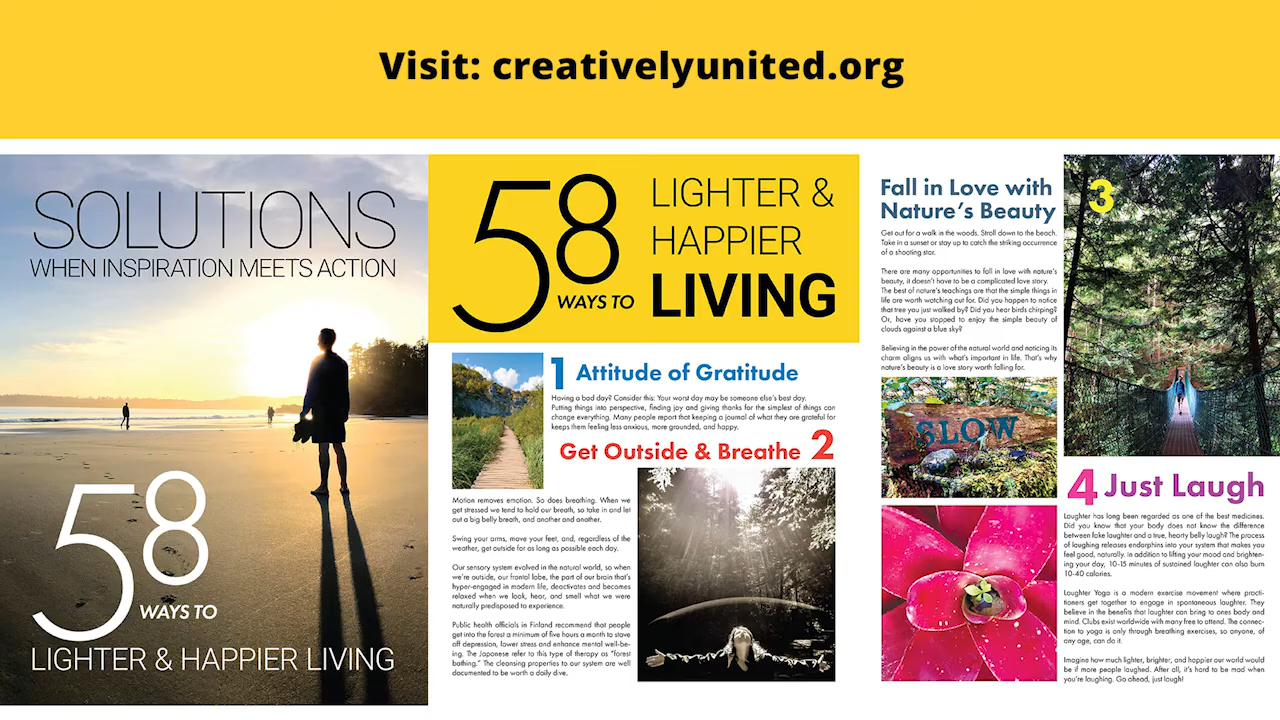 Visit: creativelyunited.org
SOLUTIONS
WHEN INSPIRATION MEETS ACTION
58
WAYS TO
LIGHTER & HAPPIER LIVING
58
WAYS TO
LIGHTER &
HAPPIER
LIVING
1 Attitude of Gratitude
Having a bad day? Consider this: Your worst day may be someone else's best day.
Putting things into perspective, finding joy and giving thanks for the simplest of things can
change everything. Many people report that keeping a journal of what they are grateful for
keeps them feeling less anxious, more grounded, and happy.
Get Outside & Breathe 2
Motion removes emotion. So does breathing. When we
get stressed we tend to hold our breath, so take in and let
out a big belly breath, and another and another.
Swing your arms, move your feet, and, regardless of the
weather, get outside for as long as possible each day.
Our sensory system evolved in the natural world, so when
we're outside, our frontal lobe, the part of our brain that's
hyper-engaged in modern life, deactivates and becomes
relaxed when we look, hear, and smell what we were
naturally predisposed to experience.
Public health officials in Finland recommend that people
get into the forest a minimum of five hours a month to stave
off depression, lower stress and enhance mental well-be-
ing. The Japanese refer to this type of therapy as "forest
bathing." The cleansing properties to our system are well
documented to be worth a daily dive.
Fall in Love with
Nature's Beauty
3
Get out for a walk in the woods. Stroll down to the beach.
Take in a sunset or stay up to catch the striking occurrence
of a shooting star.
There are many opportunities to fall in love with nature's
beauty, it doesn't have to be a complicated love story.
The best of nature's teachings are that the simple things in
life are worth watching out for. Did you happen to notice
that tree you just walked by? Did you hear birds chirping?
Or, have you stopped to enjoy the simple beauty of
clouds against a blue sky?
Believing in the power of the natural world and noticing its
charm aligns us with what's important in life. That's why
nature's beauty is a love story worth falling for.
SLOW
4 Just Laugh
Laughter has long been regarded as one of the best medicines.
Did you know that your body does not know the difference
between fake laughter and a true, hearty belly laugh? The process
of laughing releases endorphins into your system that makes you
feel good, naturally. In addition to lifting your mood and brighten-
ing your day, 10-15 minutes of sustained laughter can also burn
10-40 calories.
Laughter Yoga is a modern exercise movement where practi-
tioners get together to engage in spontaneous laughter. They
believe in the benefits that laughter can bring to ones body and
mind. Clubs exist worldwide with many free to attend. The connec-
tion to yoga is only through breathing exercises, so anyone, of
any age, can do it.
Imagine how much lighter, brighter, and happier our world would
be if more people laughed. After all, it's hard to be mad when
you're laughing. Go ahead, just laugh!